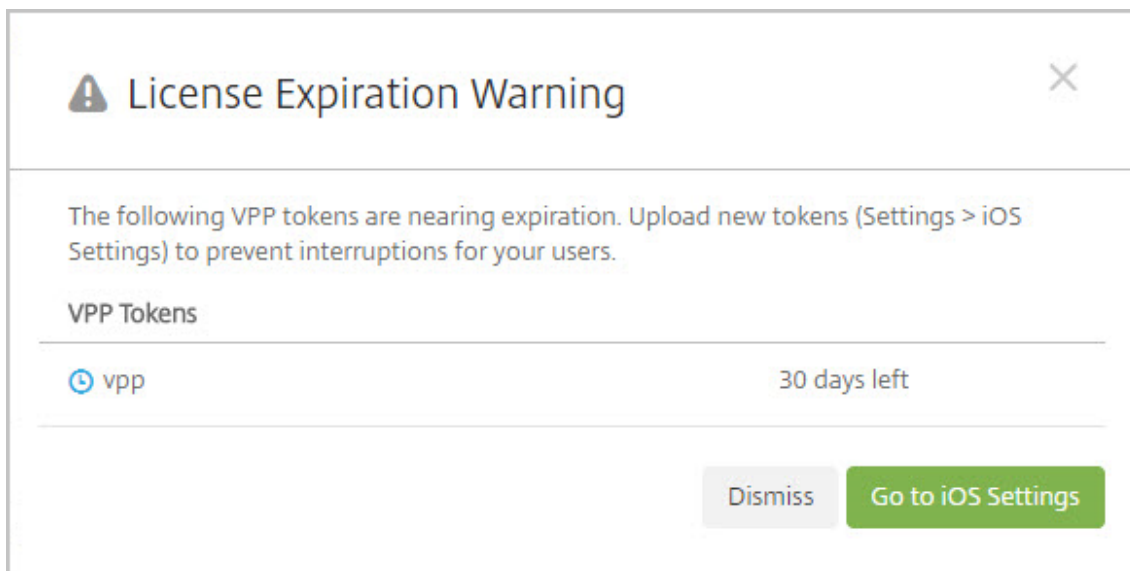 License Expiration Warning
The following VPP tokens are nearing expiration. Upload new tokens (Settings > iOS
Settings) to prevent interruptions for your users.
VPP Tokens
vpp 30 days left
Dismiss Go to iOS Settings